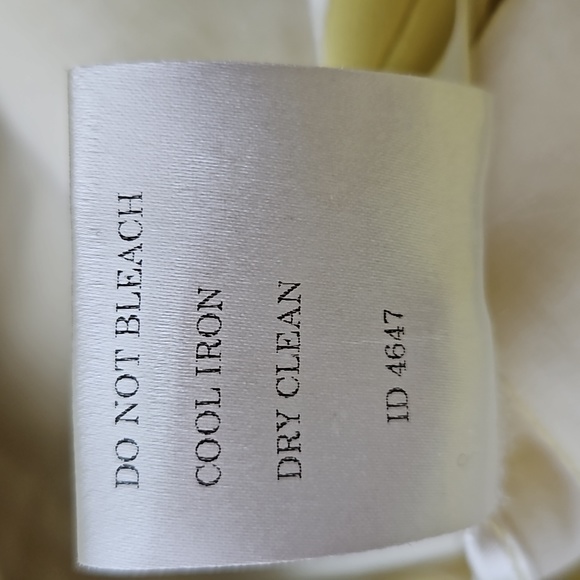 DO NOT BLEACH
COOL IRON
DRY CLEAN
ID 4647